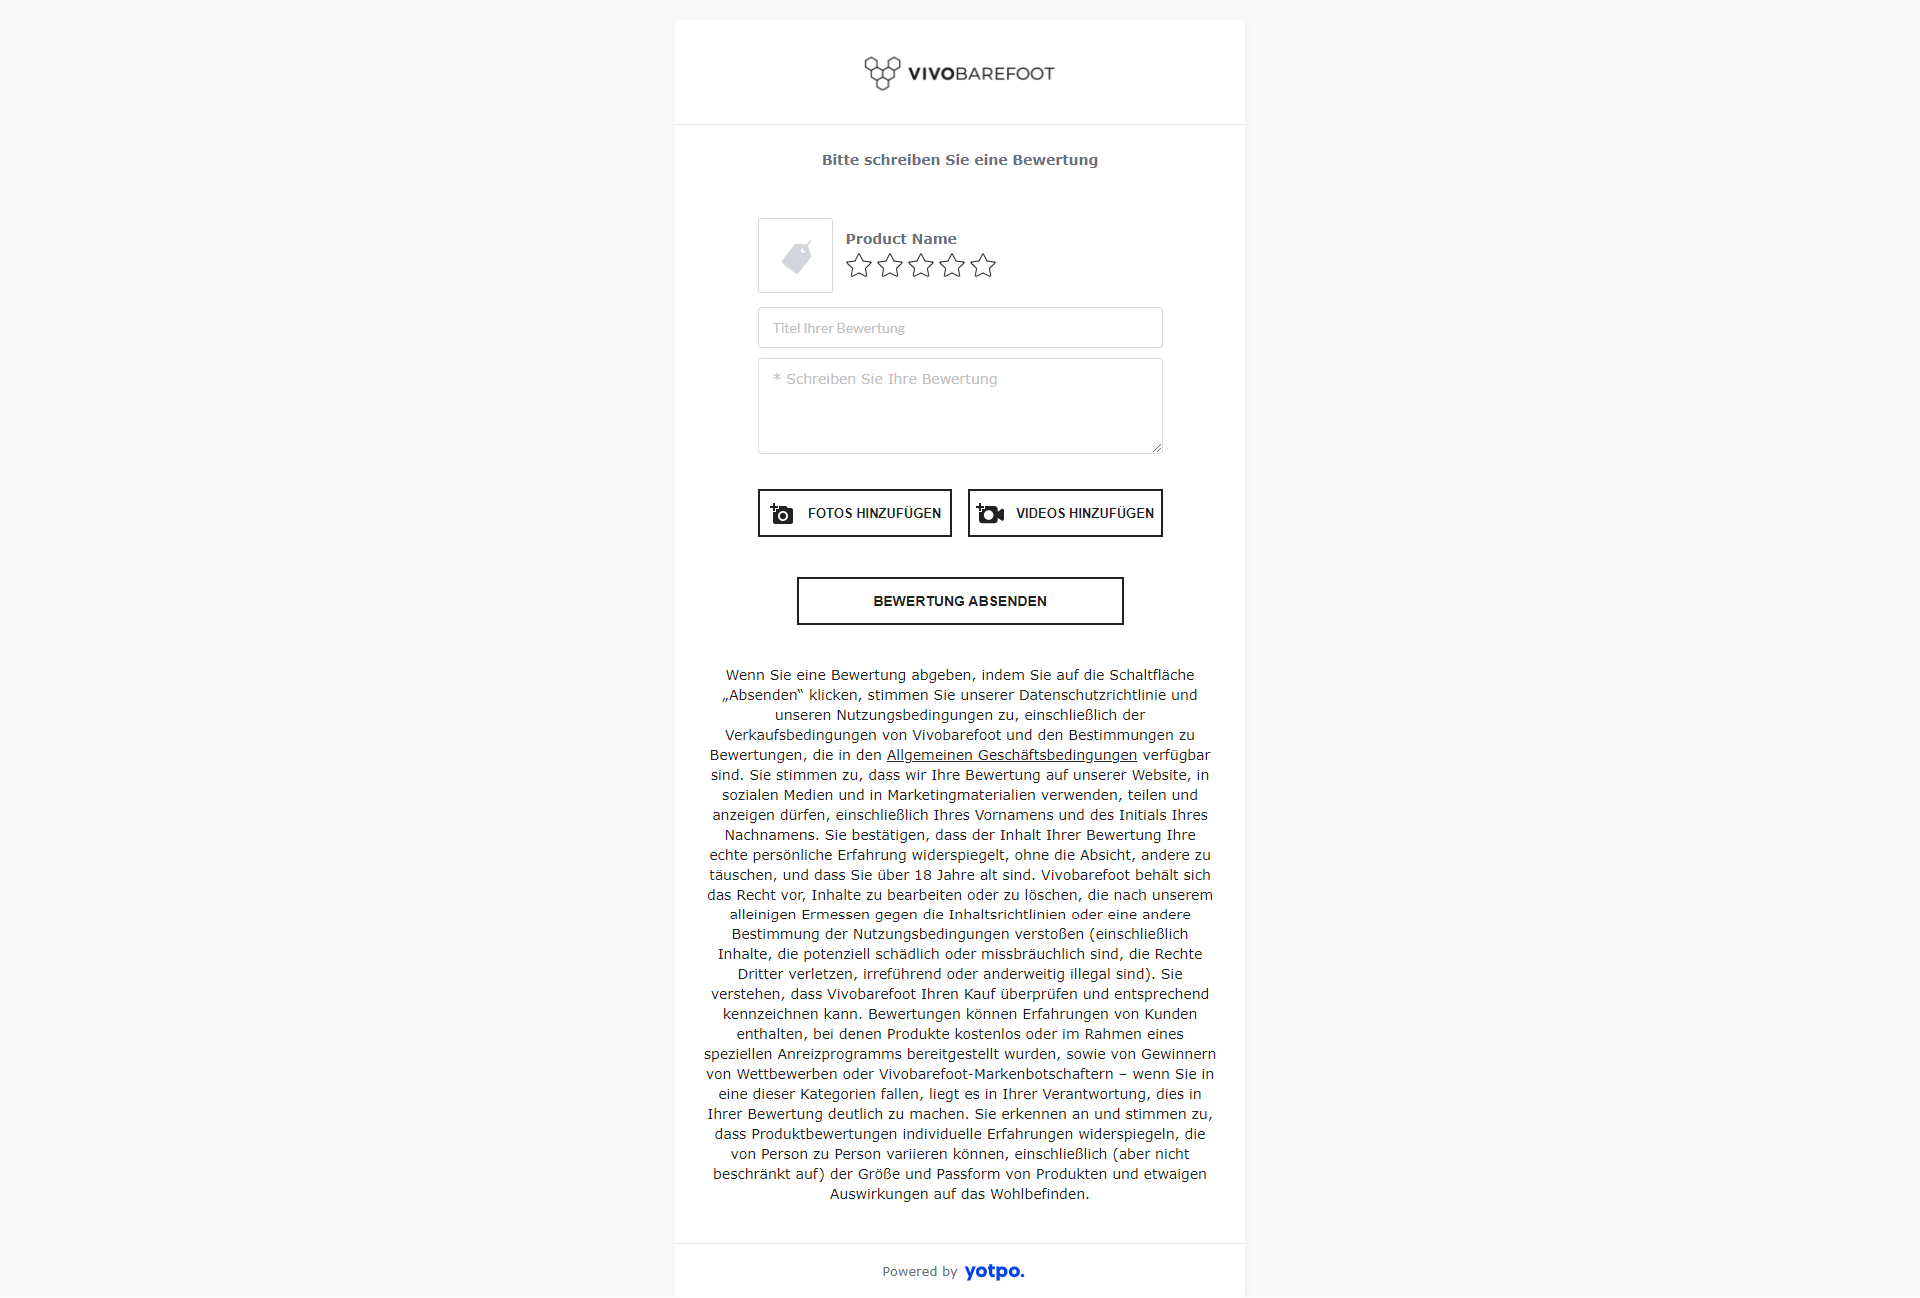 VIVOBAREFOOT
Bitte schreiben Sie eine Bewertung
Product Name
Titel Ihrer Bewertung
* Schreiben Sie Ihre Bewertung
FOTOS HINZUFÜGEN
VIDEOS HINZUFÜGEN
BEWERTUNG ABSENDEN
Wenn Sie eine Bewertung abgeben, indem Sie auf die Schaltfläche
„Absenden“ klicken, stimmen Sie unserer Datenschutzrichtlinie und
unseren Nutzungsbedingungen zu, einschließlich der
Verkaufsbedingungen von Vivobarefoot und den Bestimmungen zu
Bewertungen, die in den Allgemeinen Geschäftsbedingungen verfügbar
sind. Sie stimmen zu, dass wir Ihre Bewertung auf unserer Website, in
sozialen Medien und in Marketingmaterialien verwenden, teilen und
anzeigen dürfen, einschließlich Ihres Vornamens und des Initials Ihres
Nachnamens. Sie bestätigen, dass der Inhalt Ihrer Bewertung Ihre
echte persönliche Erfahrung widerspiegelt, ohne die Absicht, andere zu
täuschen, und dass Sie über 18 Jahre alt sind. Vivobarefoot behält sich
das Recht vor, Inhalte zu bearbeiten oder zu löschen, die nach unserem
alleinigen Ermessen gegen die Inhaltsrichtlinien oder eine andere
Bestimmung der Nutzungsbedingungen verstoßen (einschließlich
Inhalte, die potenziell schädlich oder missbräuchlich sind, die Rechte
Dritter verletzen, irreführend oder anderweitig illegal sind). Sie
verstehen, dass Vivobarefoot Ihren Kauf überprüfen und entsprechend
kennzeichnen kann. Bewertungen können Erfahrungen von Kunden
enthalten, bei denen Produkte kostenlos oder im Rahmen eines
speziellen Anreizprogramms bereitgestellt wurden, sowie von Gewinnern
von Wettbewerben oder Vivobarefoot-Markenbotschaftern – wenn Sie in
eine dieser Kategorien fallen, liegt es in Ihrer Verantwortung, dies in
Ihrer Bewertung deutlich zu machen. Sie erkennen an und stimmen zu,
dass Produktbewertungen individuelle Erfahrungen widerspiegeln, die
von Person zu Person variieren können, einschließlich (aber nicht
beschränkt auf) der Größe und Passform von Produkten und etwaigen
Auswirkungen auf das Wohlbefinden.
Powered by yotpo.